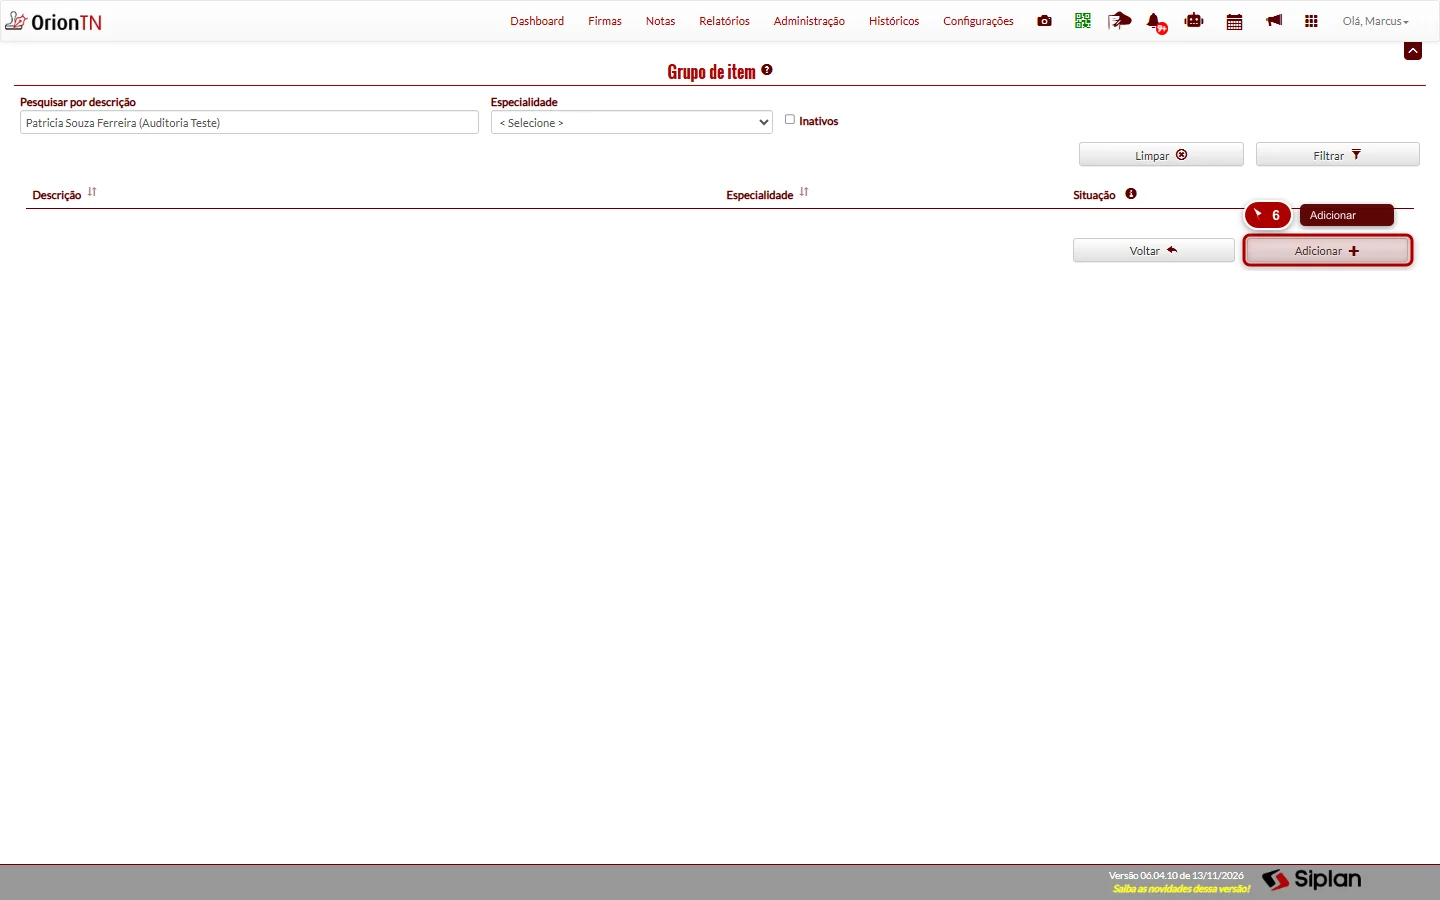 OrionTN
Dashboard Firmas Notas Relatórios Administração Históricos Configurações 9+ Olá, Marcus
Grupo de item
Pesquisar por descrição Especialidade
Patricia Souza Ferreira (Auditoria Teste) < Selecione > Inativos
Limpar Filtrar
Descrição Especialidade Situação
6 Adicionar
Voltar Adicionar
Versão 06.04.10 de 13/11/2026
Saiba as novidades dessa versão!
Siplan